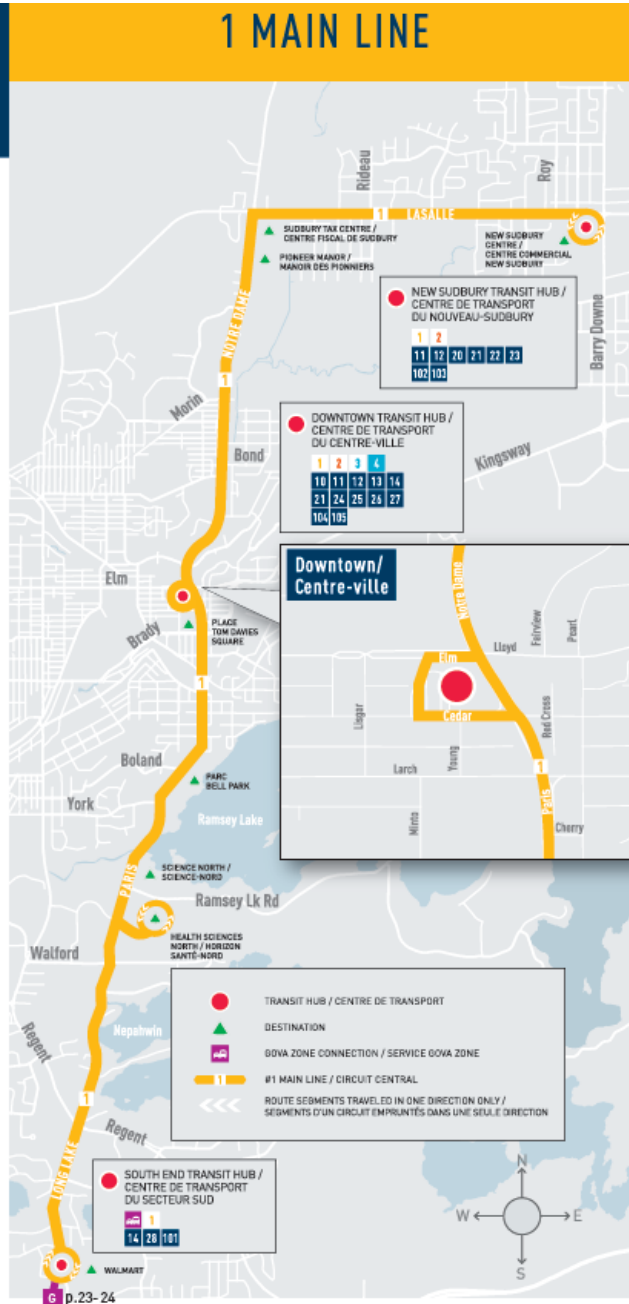 1 MAIN LINE
Rideau
Roy
1
LASALLE
SUDBURY TAX CENTRE /
CENTRE FISCAL DE SUDBURY
NEW SUDBURY
CENTRE /
CENTRE COMMERCIAL
NEW SUDBURY
PIONEER MANOR /
MANOIR DES PIONNIERS
NOTRE DAME
NEW SUDBURY TRANSIT HUB /
CENTRE DE TRANSPORT
DU NOUVEAU-SUDBURY
1 2
11 12 20 21 22 23
102 103
Barry Downe
1
Morin
DOWNTOWN TRANSIT HUB /
CENTRE DE TRANSPORT
DU CENTRE-VILLE
1 2 3 4
10 11 12 13 14
21 24 25 26 27
104 105
Bond
Kingsway
Downtown/
Centre-ville
Notre Dame
Elm
Lloyd
Fairview
Pearl
Lisgar
Cedar
Young
Red Cross
Larch
1
Paris
Minto
Cherry
Elm
Brady
PLACE
TOM DAVIES
SQUARE
1
Boland
PARC
BELL PARK
York
Ramsey Lake
SCIENCE NORTH /
SCIENCE-NORD
PARIS
Ramsey Lk Rd
HEALTH SCIENCES
NORTH / HORIZON
SANTÉ-NORD
Walford
TRANSIT HUB / CENTRE DE TRANSPORT
DESTINATION
GOVA ZONE CONNECTION / SERVICE GOVA ZONE
1
#1 MAIN LINE / CIRCUIT CENTRAL
ROUTE SEGMENTS TRAVELED IN ONE DIRECTION ONLY /
SEGMENTS D'UN CIRCUIT EMPRUNTÉS DANS UNE SEULE DIRECTION
Regent
Nepahwin
1
Regent
LONG LAKE
SOUTH END TRANSIT HUB /
CENTRE DE TRANSPORT
DU SECTEUR SUD
1
14 28 101
N
W E
S
WALMART
G p.23-24